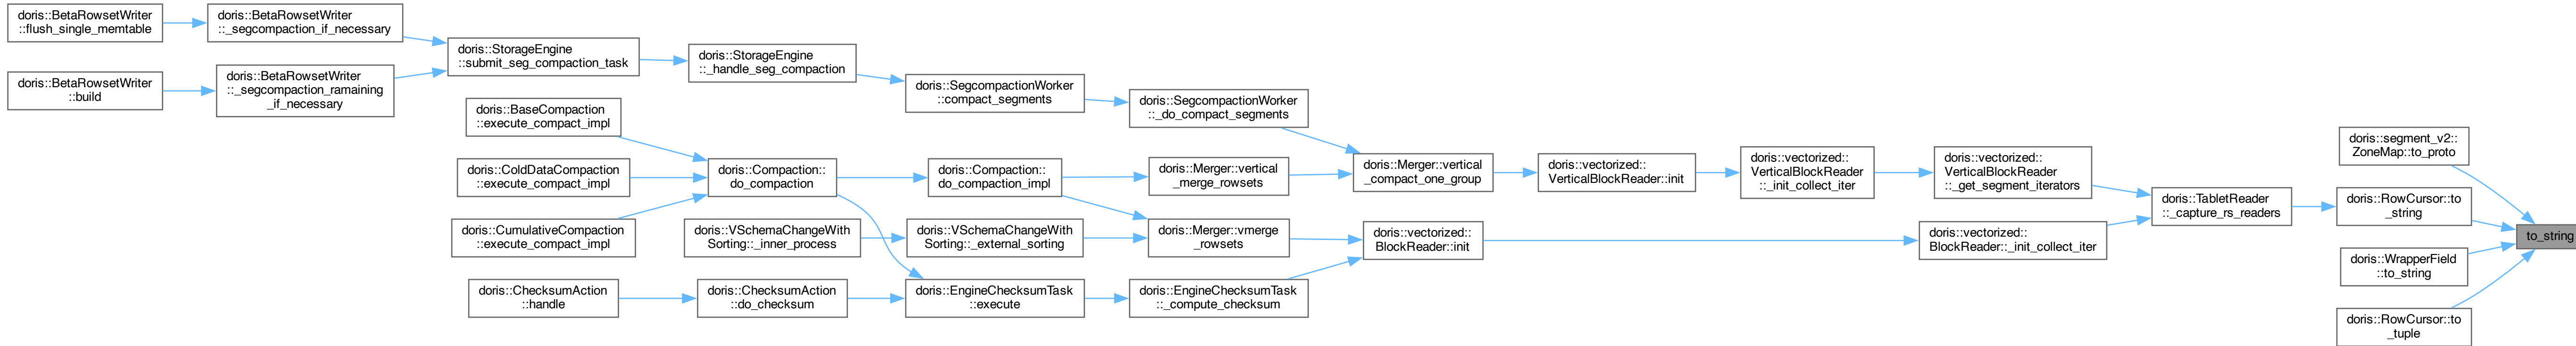 doris::BetaRowsetWriter
::flush_single_memtable
doris::BetaRowsetWriter
::_segcompaction_if_necessary
doris::BetaRowsetWriter
::build
doris::BetaRowsetWriter
::_segcompaction_ramaining
_if_necessary
doris::StorageEngine
::submit_seg_compaction_task
doris::StorageEngine
::_handle_seg_compaction
doris::SegcompactionWorker
::compact_segments
doris::SegcompactionWorker
::_do_compact_segments
doris::BaseCompaction
::execute_compact_impl
doris::ColdDataCompaction
::execute_compact_impl
doris::CumulativeCompaction
::execute_compact_impl
doris::Compaction::
do_compaction
doris::Compaction::
do_compaction_impl
doris::Merger::vertical
_merge_rowsets
doris::Merger::vertical
_compact_one_group
doris::vectorized::
VerticalBlockReader::init
doris::vectorized::
VerticalBlockReader
::_init_collect_iter
doris::vectorized::
VerticalBlockReader
::_get_segment_iterators
doris::VSchemaChangeWith
Sorting::_inner_process
doris::VSchemaChangeWith
Sorting::_external_sorting
doris::Merger::vmerge
_rowsets
doris::vectorized::
BlockReader::init
doris::vectorized::
BlockReader::_init_collect_iter
doris::TabletReader
::_capture_rs_readers
doris::ChecksumAction
::handle
doris::ChecksumAction
::do_checksum
doris::EngineChecksumTask
::execute
doris::EngineChecksumTask
::_compute_checksum
doris::segment_v2::
ZoneMap::to_proto
doris::RowCursor::to
_string
doris::WrapperField
::to_string
doris::RowCursor::to
_tuple
to_string